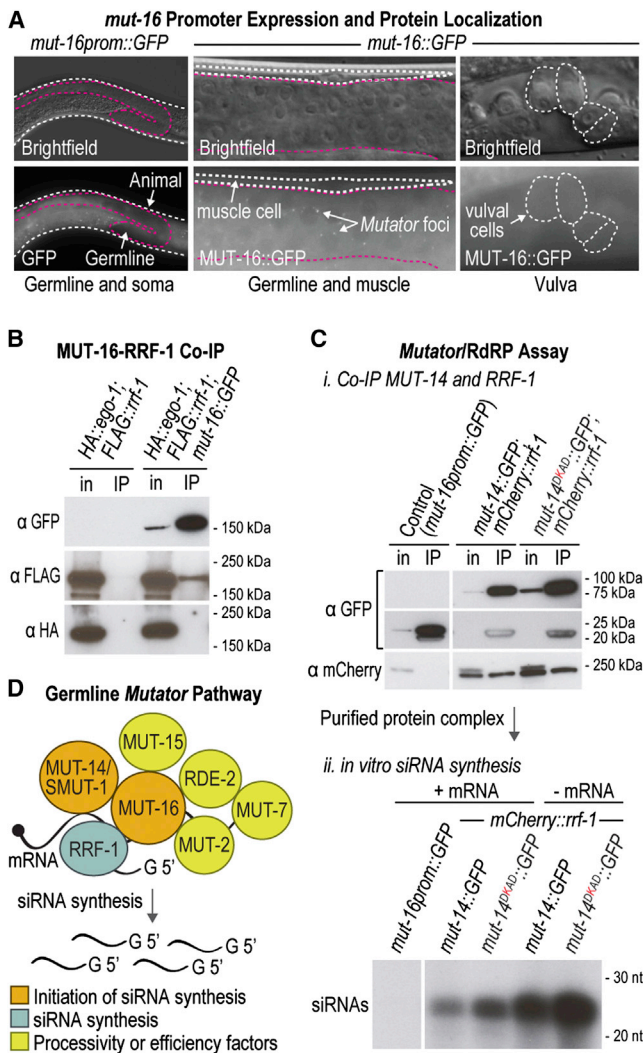 A
mut-16 Promoter Expression and Protein Localization
mut-16prom::GFP
mut-16::GFP
Brightfield
Brightfield
Brightfield
Animal
Germline
GFP
muscle cell
Mutator foci
MUT-16::GFP
vulval
cells
MUT-16::GFP
Germline and soma
Germline and muscle
Vulva
B
MUT-16-RRF-1 Co-IP
HA::ego-1;
FLAG::rrf-1
HA::ego-1;
FLAG::rrf-1;
mut-16::GFP
in IP in IP
α GFP
- 150 kDa
- 250 kDa
α FLAG
- 150 kDa
- 250 kDa
α HA
- 150 kDa
C
Mutator/RdRP Assay
i. Co-IP MUT-14 and RRF-1
Control
(mut-16prom::GFP)
mut-14::GFP;
mCherry::rrf-1
mut-14DKAD::GFP;
mCherry::rrf-1
in IP in IP in IP
α GFP
- 100 kDa
- 75 kDa
- 25 kDa
- 20 kDa
α mCherry
- 250 kDa
Purified protein complex
ii. in vitro siRNA synthesis
+ mRNA - mRNA
mCherry::rrf-1
mut-16prom::GFP
mut-14::GFP
mut-14DKAD::GFP
mut-14::GFP
mut-14DKAD::GFP
- 30 nt
siRNAs
- 20 nt
D
Germline Mutator Pathway
MUT-15
MUT-14/
SMUT-1
RDE-2
MUT-16
MUT-7
mRNA
RRF-1
MUT-2
G 5'
siRNA synthesis
G 5'
G 5'
G 5'
G 5'
Initiation of siRNA synthesis
siRNA synthesis
Processivity or efficiency factors